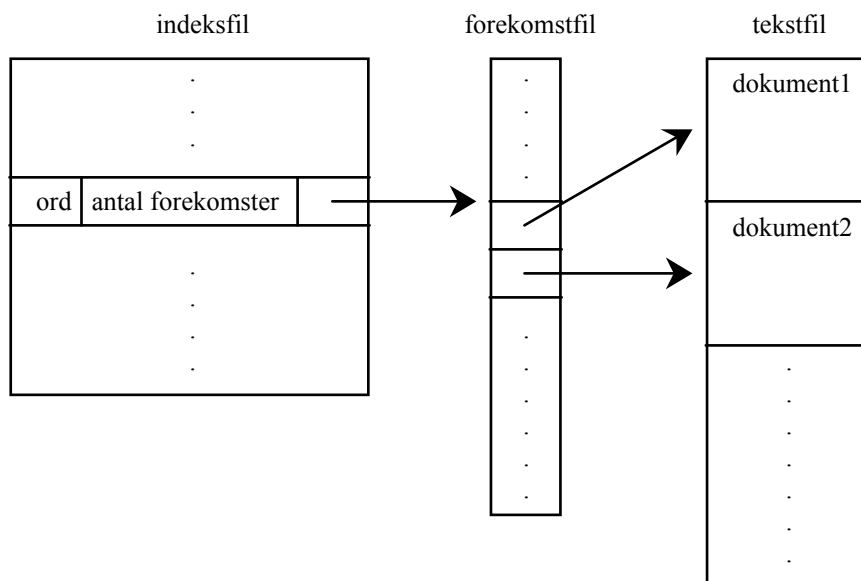 indeksfil forekomstfil tekstfil
dokument1
ord antal forekomster
dokument2